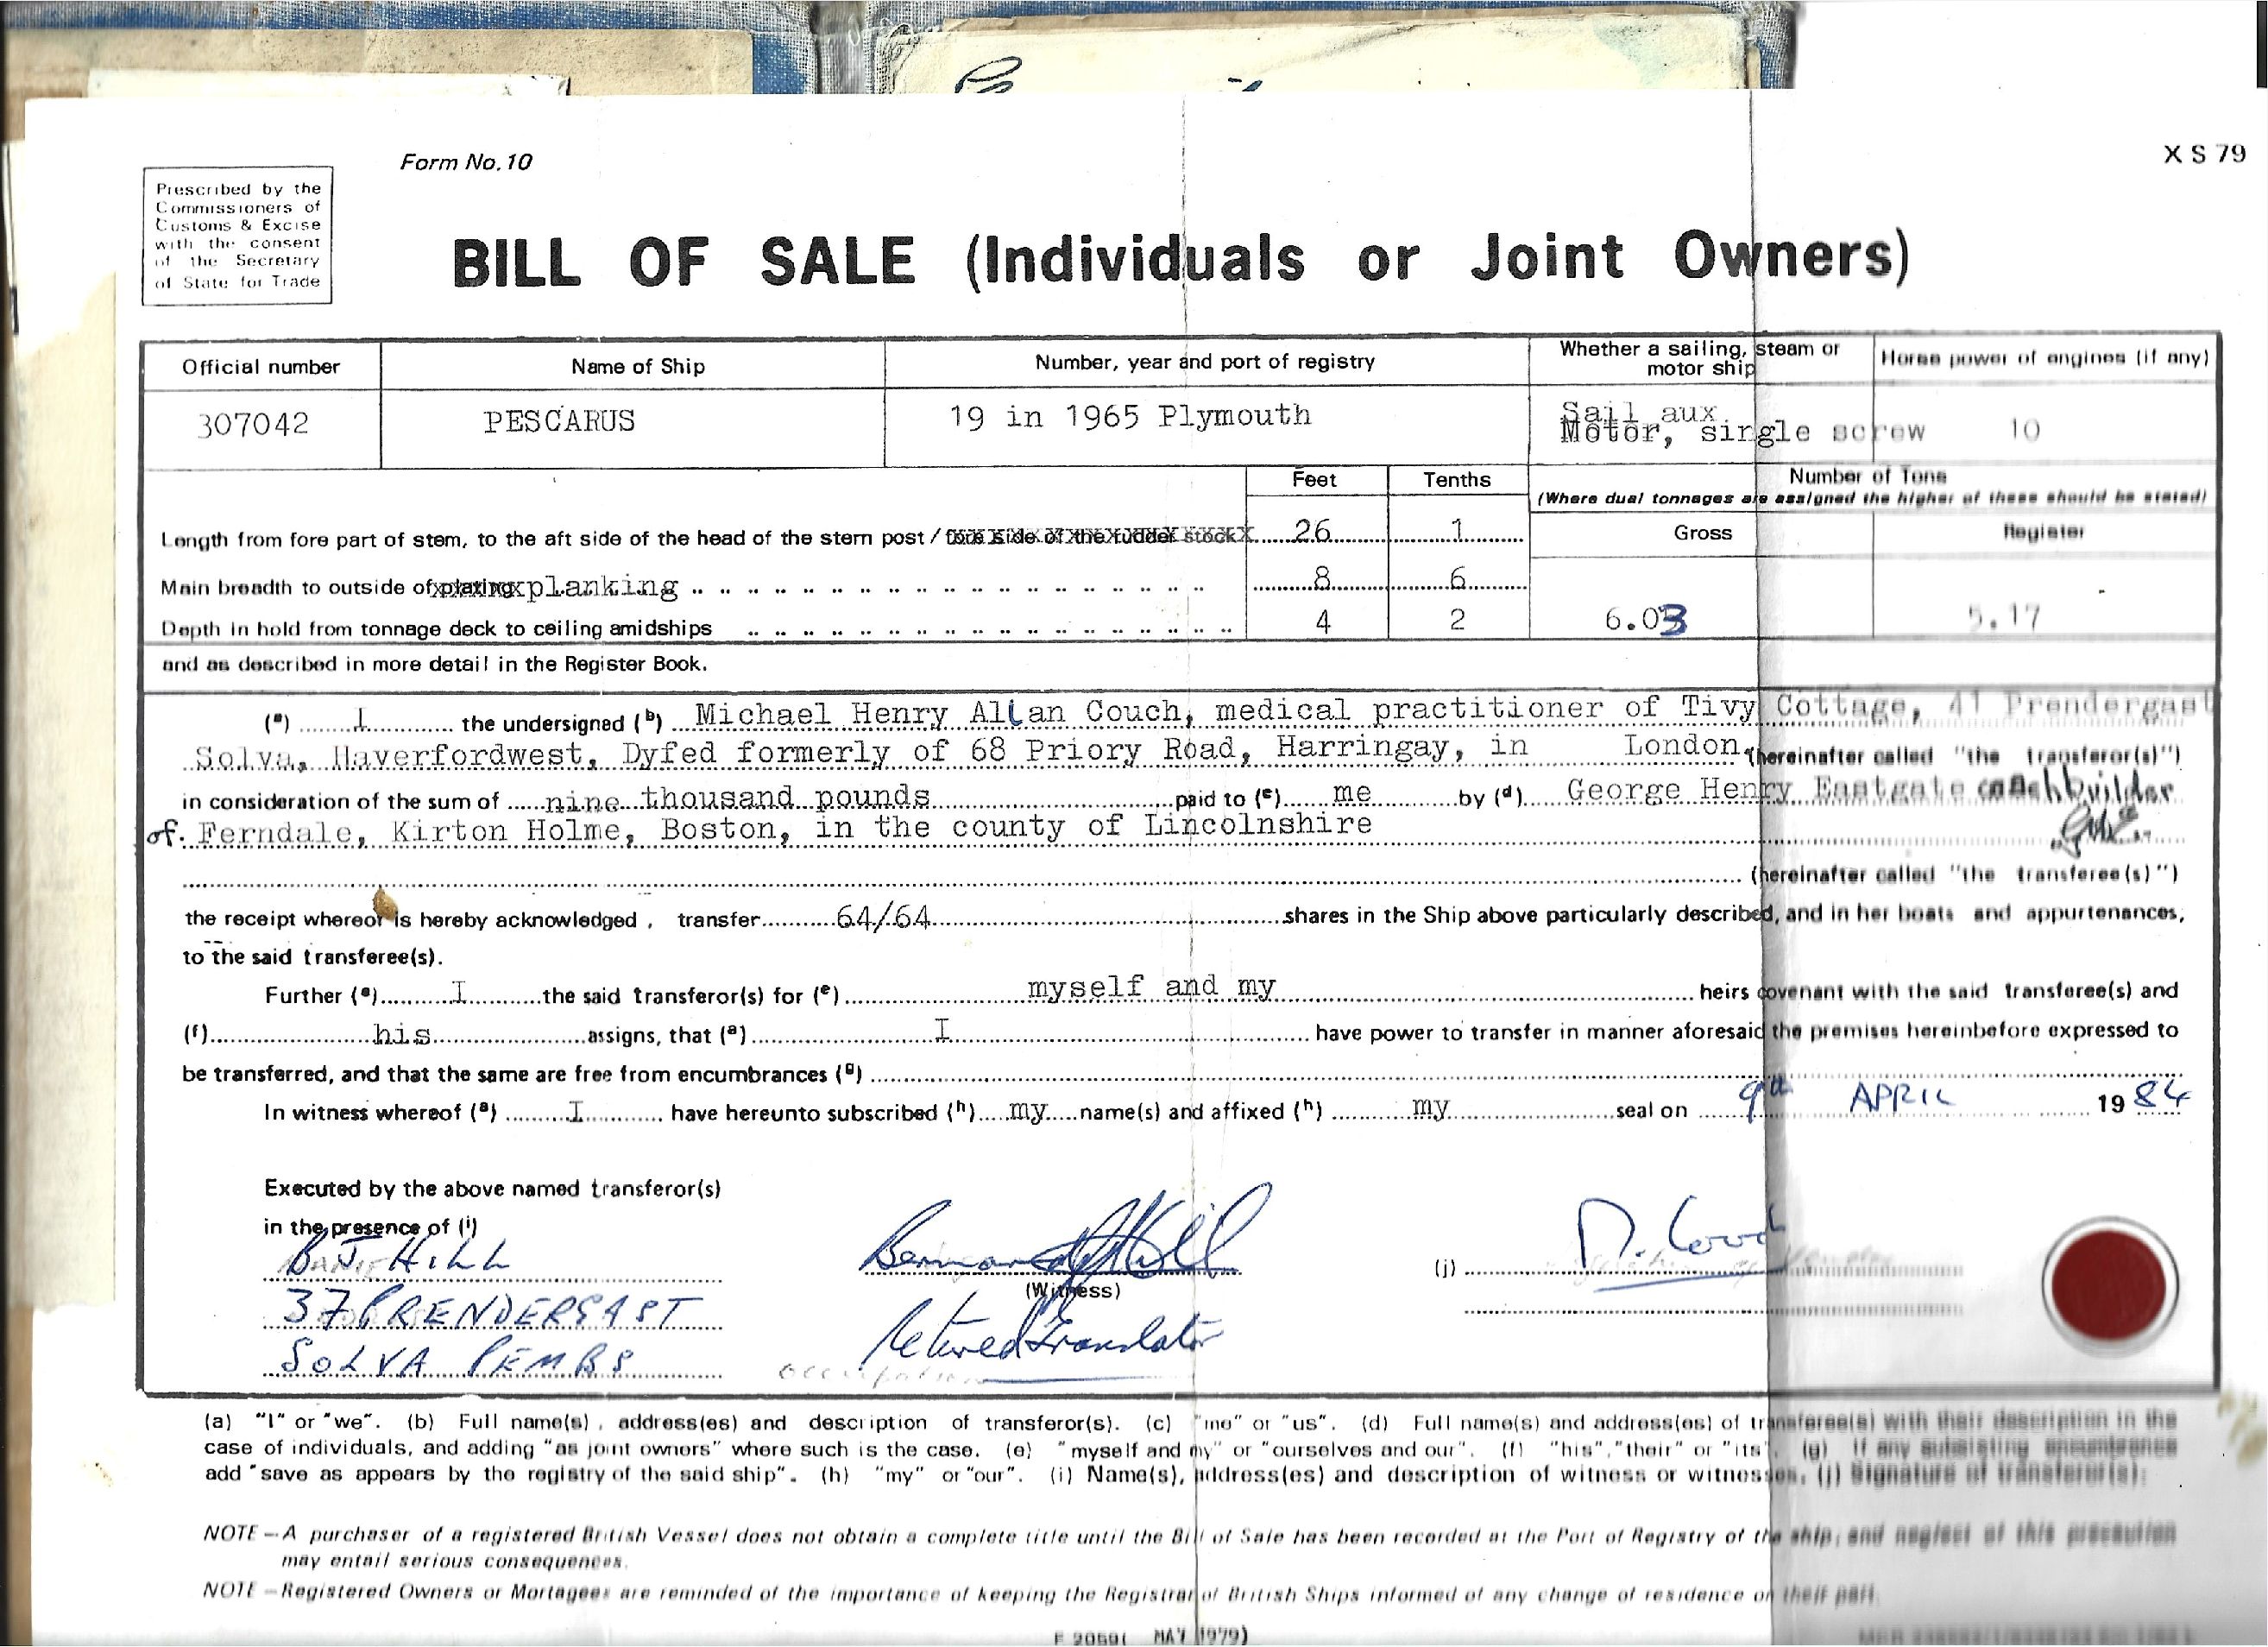 Form No. 10
X S 79
Prescribed by the
Commissioners of
Customs & Excise
with the consent
of the Secretary
of State for Trade
BILL OF SALE (Individuals or Joint Owners)
Official number
Name of Ship
Number, year and port of registry
Whether a sailing, steam or
motor ship
Horse power of engines (if any)
307042
PESCARUS
19 in 1965 Plymouth
Sail aux
Motor, single screw
10
Feet
Tenths
Number of Tons
(Where dual tonnages are assigned the higher of these should be stated)
Gross
Register
Length from fore part of stem, to the aft side of the head of the stern post / fore side of the rudder stock 26 1
Main breadth to outside of plating planking 8 6
Depth in hold from tonnage deck to ceiling amidships 4 2
6.03
5.17
and as described in more detail in the Register Book.
(a) I the undersigned (b) Michael Henry Allan Couch, medical practitioner of Tivy Cottage, 41 Prendergast
Solva, Haverfordwest, Dyfed formerly of 68 Priory Road, Harringay, in London (hereinafter called "the transferor(s)")
in consideration of the sum of nine thousand pounds paid to (c) me by (d) George Henry Eastgate coachbuilder
of Ferndale, Kirton Holme, Boston, in the county of Lincolnshire
(hereinafter called "the transferee(s)")
the receipt whereof is hereby acknowledged, transfer 64/64 shares in the Ship above particularly described, and in her boats and appurtenances,
to the said transferee(s).
Further (a) I the said transferor(s) for (e) myself and my heirs covenant with the said transferee(s) and
(f) his assigns, that (a) I have power to transfer in manner aforesaid the premises hereinbefore expressed to
be transferred, and that the same are free from encumbrances (g)
In witness whereof (a) I have hereunto subscribed (h) my name(s) and affixed (h) my seal on 9th APRIL 1984
Executed by the above named transferor(s)
in the presence of (i)
B J HILL
37 PRENDERGAST
SOLVA PEMBS
(Witness)
Retired Translator
occupation
(j) M. Couch
(a) "I" or "we". (b) Full name(s), address(es) and description of transferor(s). (c) "me" or "us". (d) Full name(s) and address(es) of transferee(s) with their description in the
case of individuals, and adding "as joint owners" where such is the case. (e) "myself and my" or "ourselves and our". (f) "his", "their" or "its". (g) If any subsisting encumbrance
add "save as appears by the registry of the said ship". (h) "my" or "our". (i) Name(s), address(es) and description of witness or witnesses. (j) Signature of transferor(s).
NOTE – A purchaser of a registered British Vessel does not obtain a complete title until the Bill of Sale has been recorded at the Port of Registry of the ship; and neglect of this precaution
may entail serious consequences.
NOTE – Registered Owners or Mortagees are reminded of the importance of keeping the Registrar of British Ships informed of any change of residence on their part.
MAY 1979)